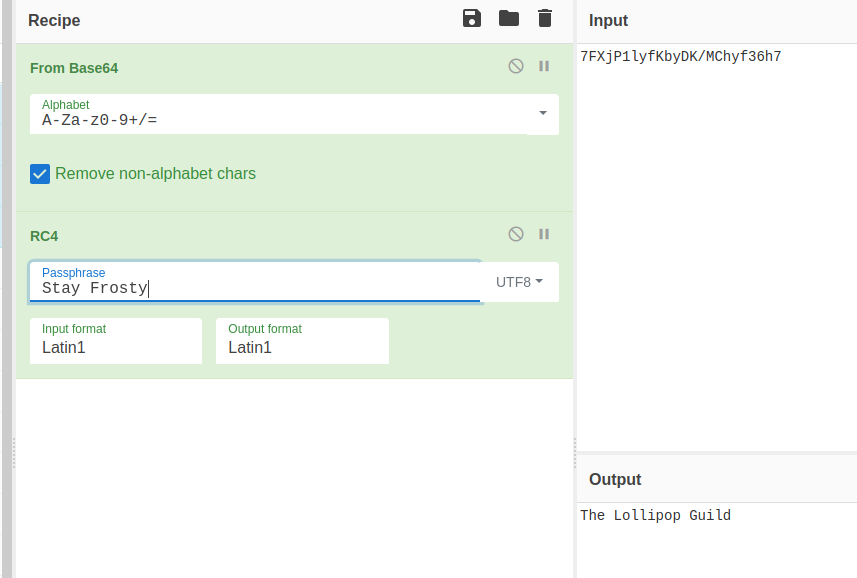 Recipe
From Base64
Alphabet
A-Za-z0-9+/=
Remove non-alphabet chars
RC4
Passphrase
Stay Frosty
UTF8
Input format
Latin1
Output format
Latin1
Input
7FXjP1lyfKbyDK/MChyf36h7
Output
The Lollipop Guild